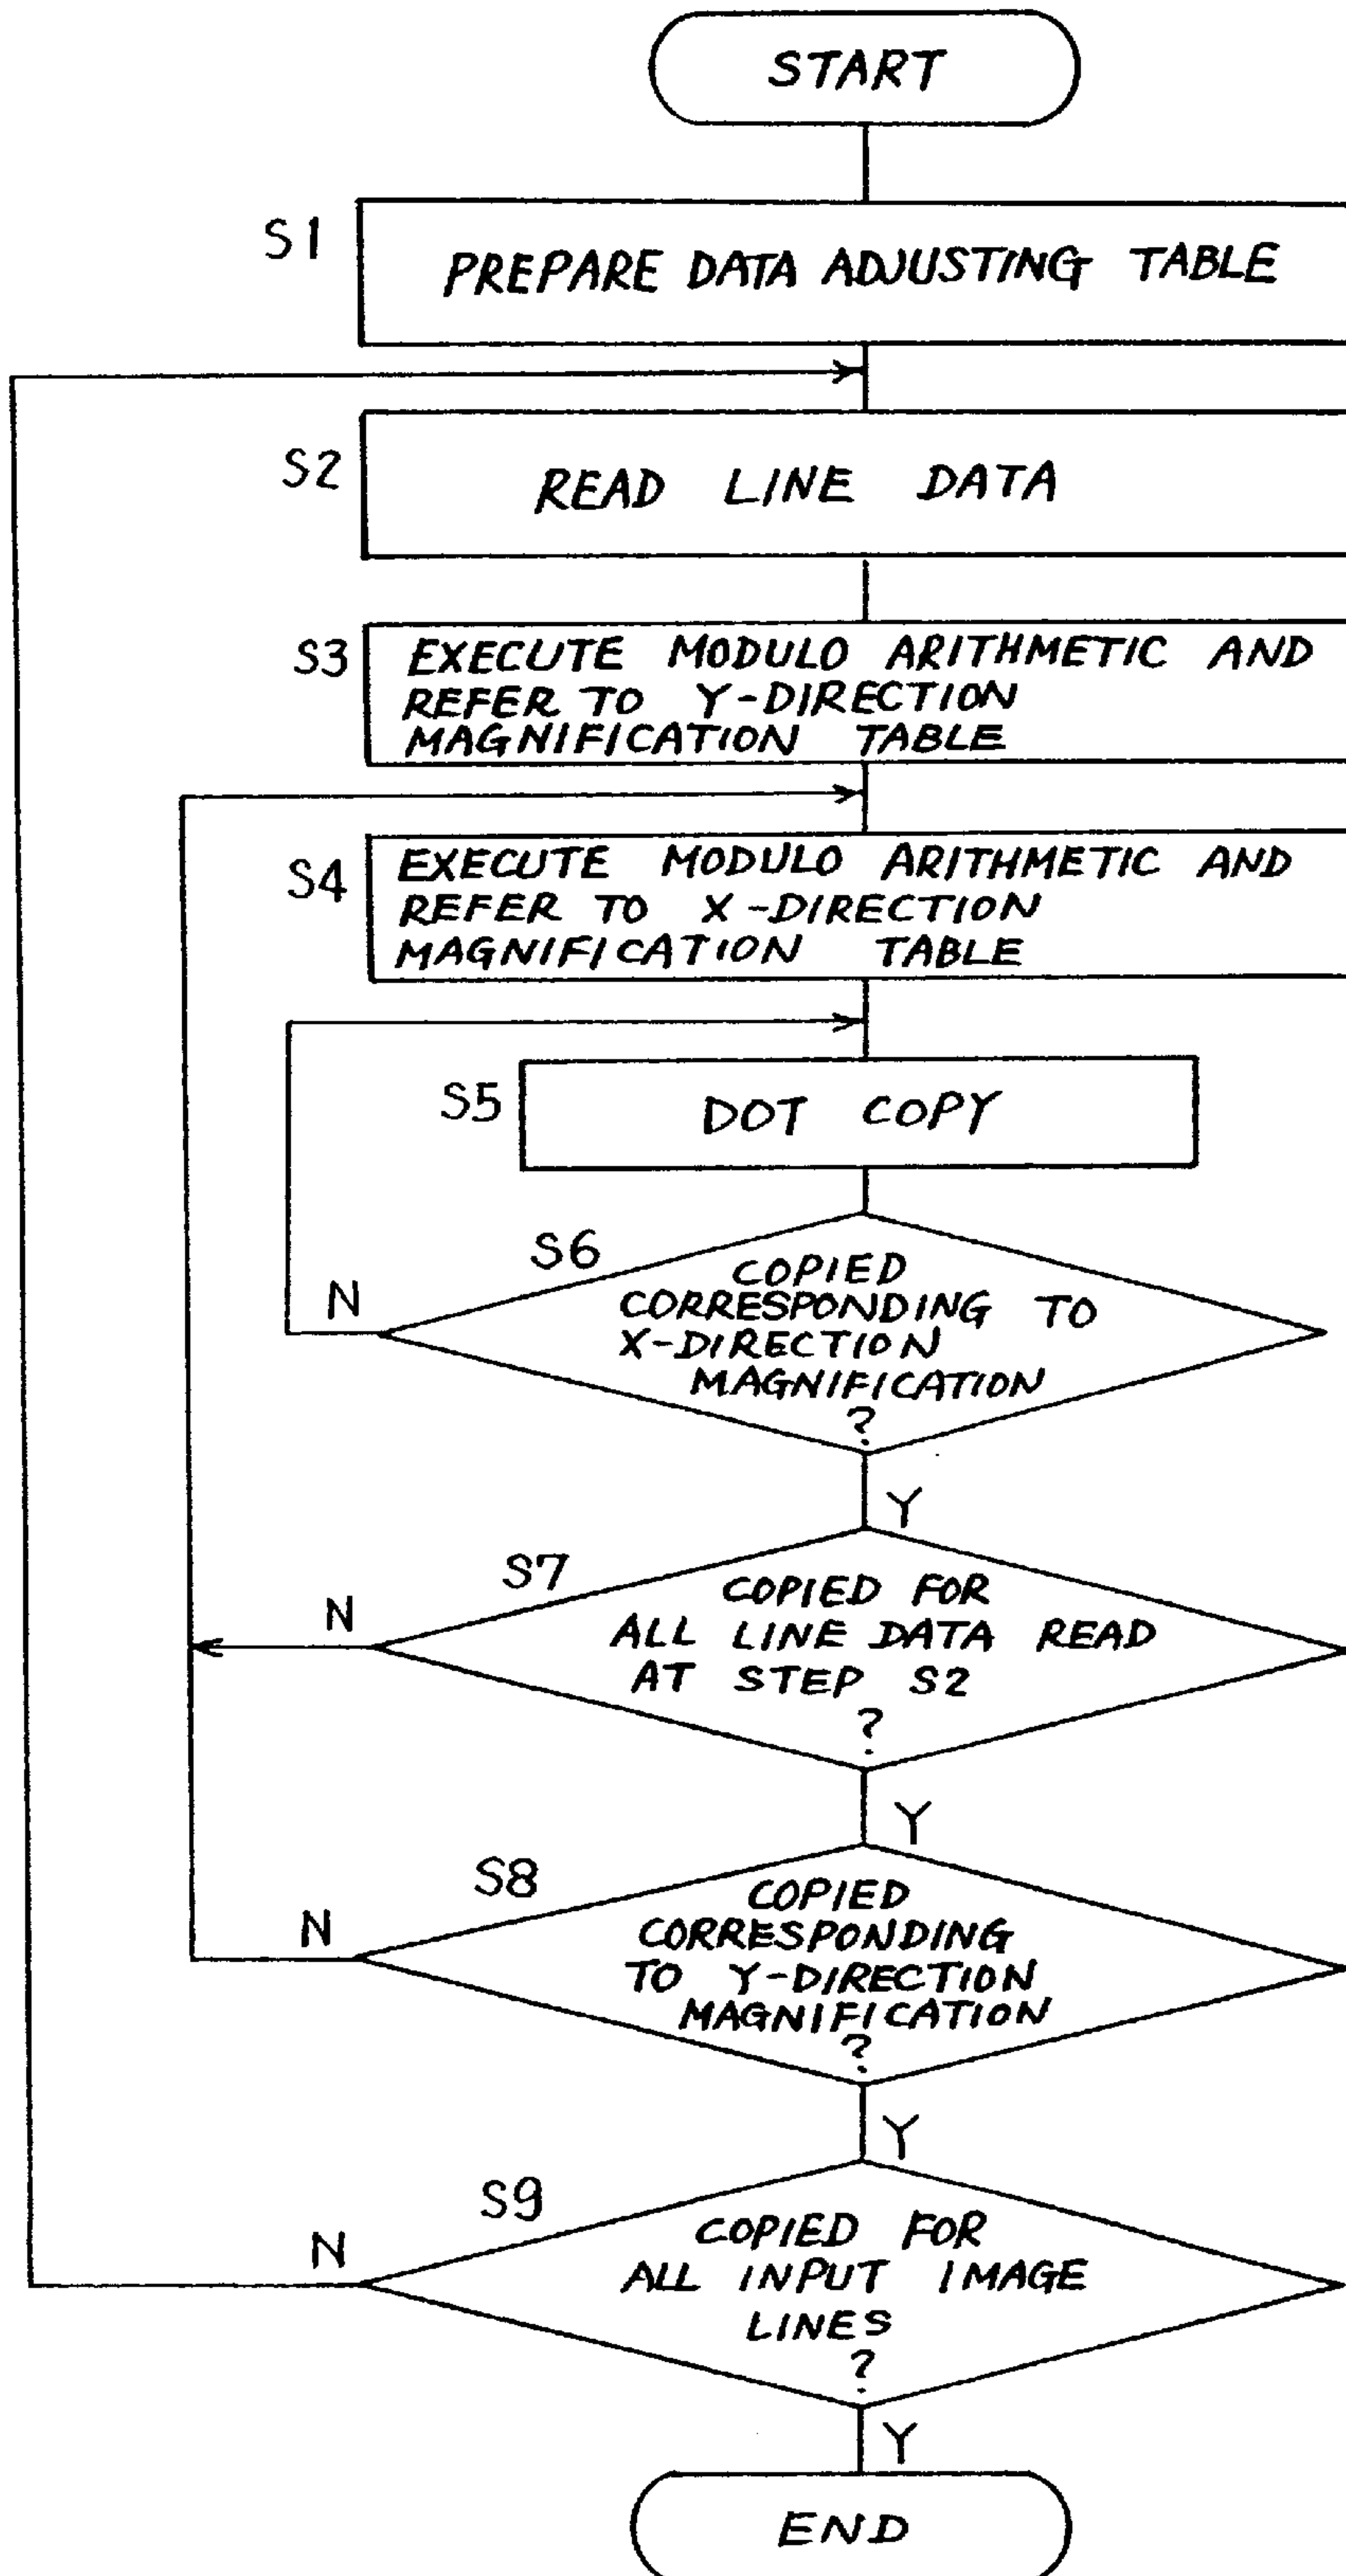 START
S1
PREPARE DATA ADJUSTING TABLE
S2
READ LINE DATA
S3
EXECUTE MODULO ARITHMETIC AND
REFER TO Y-DIRECTION
MAGNIFICATION TABLE
S4
EXECUTE MODULO ARITHMETIC AND
REFER TO X-DIRECTION
MAGNIFICATION TABLE
S5
DOT COPY
S6
COPIED
CORRESPONDING TO
X-DIRECTION
MAGNIFICATION
?
N
Y
S7
COPIED FOR
ALL LINE DATA READ
AT STEP S2
?
N
Y
S8
COPIED
CORRESPONDING
TO Y-DIRECTION
MAGNIFICATION
?
N
Y
S9
COPIED FOR
ALL INPUT IMAGE
LINES
?
N
Y
END